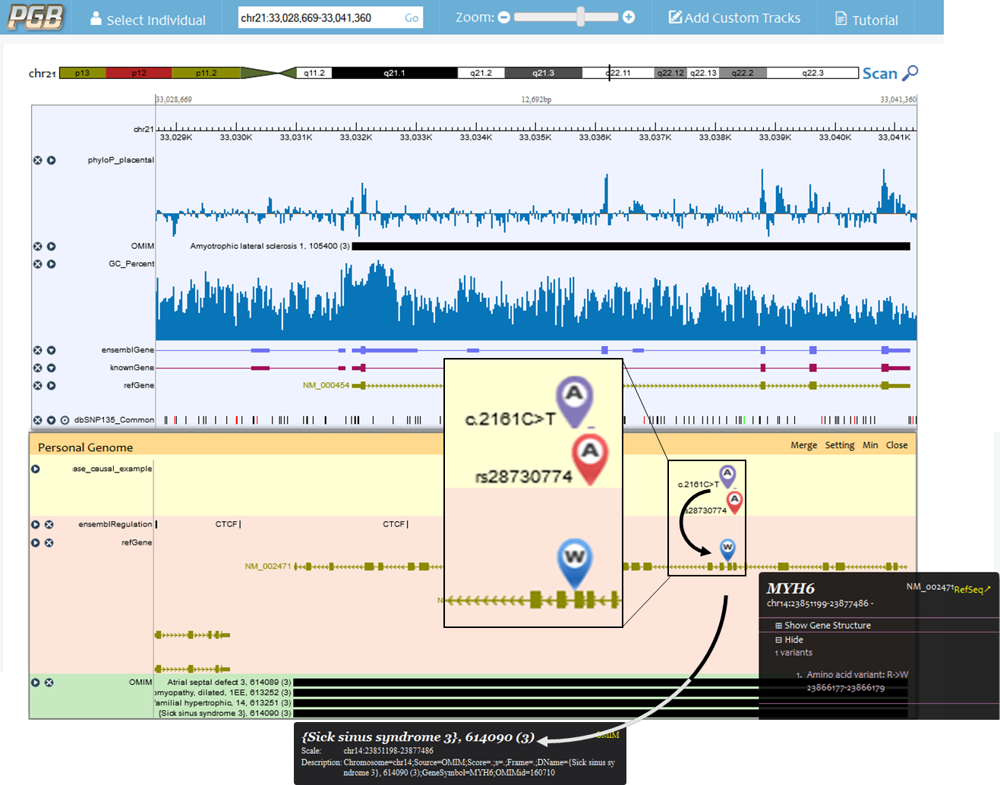 PGB Select Individual chr21:33,028,669-33,041,360 Go Zoom: Add Custom Tracks Tutorial
chr21 p13 p12 p11.2 q11.2 q21.1 q21.2 q21.3 q22.11 q22.12 q22.13 q22.2 q22.3 Scan
33,028,669 12,692bp 33,041,360
chr21
33,029K 33,030K 33,031K 33,032K 33,033K 33,034K 33,035K 33,036K 33,037K 33,038K 33,039K 33,040K 33,041K
phyloP_placental
OMIM Amyotrophic lateral sclerosis 1, 105400 (3)
GC_Percent
ensemblGene
knownGene
refGene NM_000454
dbSNP135_Common
A
c.2161C>T
A
rs28730774
W
N
Personal Genome Merge Setting Min Close
ase_causal_example
A
c.2161C>T
A
s28730774
ensemblRegulation CTCF CTCF
refGene
W
NM_002471
MYH6 NM_002471 RefSeq
chr14:23851199-23877486 -
Show Gene Structure
Hide
1 variants
1. Amino acid variant: R->W
23866177-23866179
OMIM Atrial septal defect 3, 614089 (3)
omyopathy, dilated, 1EE, 613252 (3)
familial hypertrophic, 14, 613251 (3)
{Sick sinus syndrome 3}, 614090 (3)
{Sick sinus syndrome 3}, 614090 (3) OMIM
Scale: chr14:23851198-23877486
Description: Chromosome=chr14;Source=OMIM;Score=.;s=.;Frame=.;DName={Sick sinus sy
ndrome 3}, 614090 (3);GeneSymbol=MYH6;OMIMid=160710